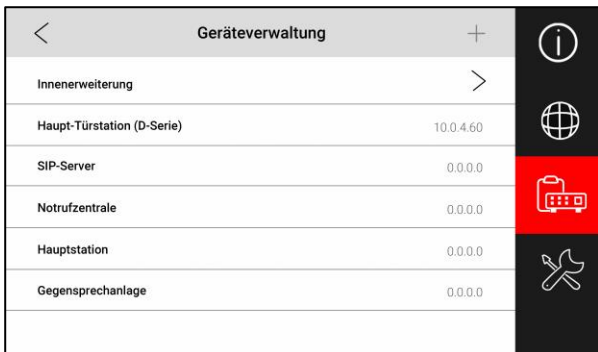 Geräteverwaltung
Innenerweiterung
Haupt-Türstation (D-Serie) 10.0.4.60
SIP-Server 0.0.0.0
Notrufzentrale 0.0.0.0
Hauptstation 0.0.0.0
Gegensprechanlage 0.0.0.0